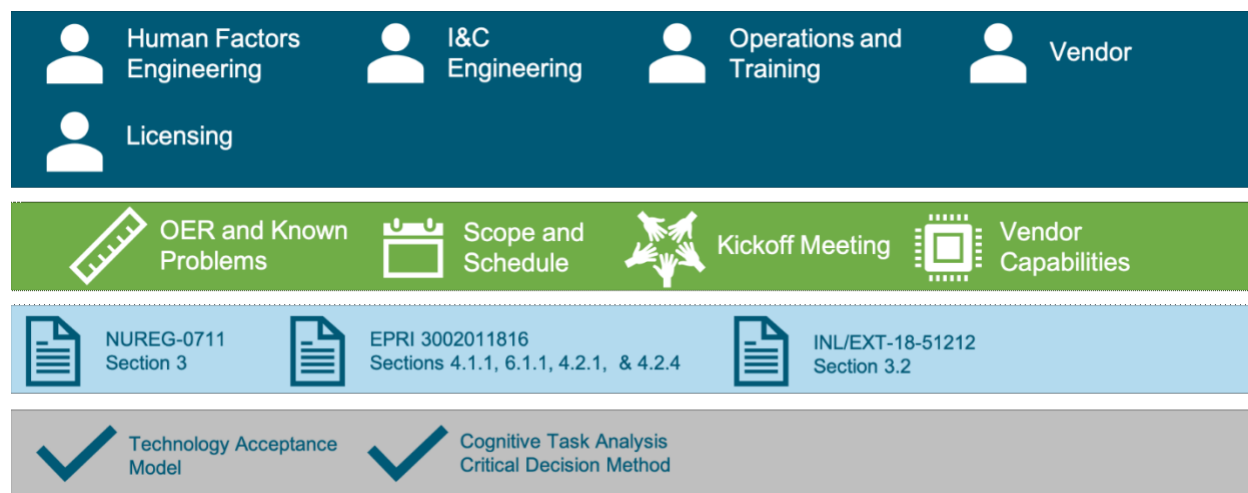 Human Factors
Engineering
I&C
Engineering
Operations and
Training
Vendor
Licensing
OER and Known
Problems
Scope and
Schedule
Kickoff Meeting
Vendor
Capabilities
NUREG-0711
Section 3
EPRI 3002011816
Sections 4.1.1, 6.1.1, 4.2.1,  & 4.2.4
INL/EXT-18-51212
Section 3.2
Technology Acceptance
Model
Cognitive Task Analysis
Critical Decision Method